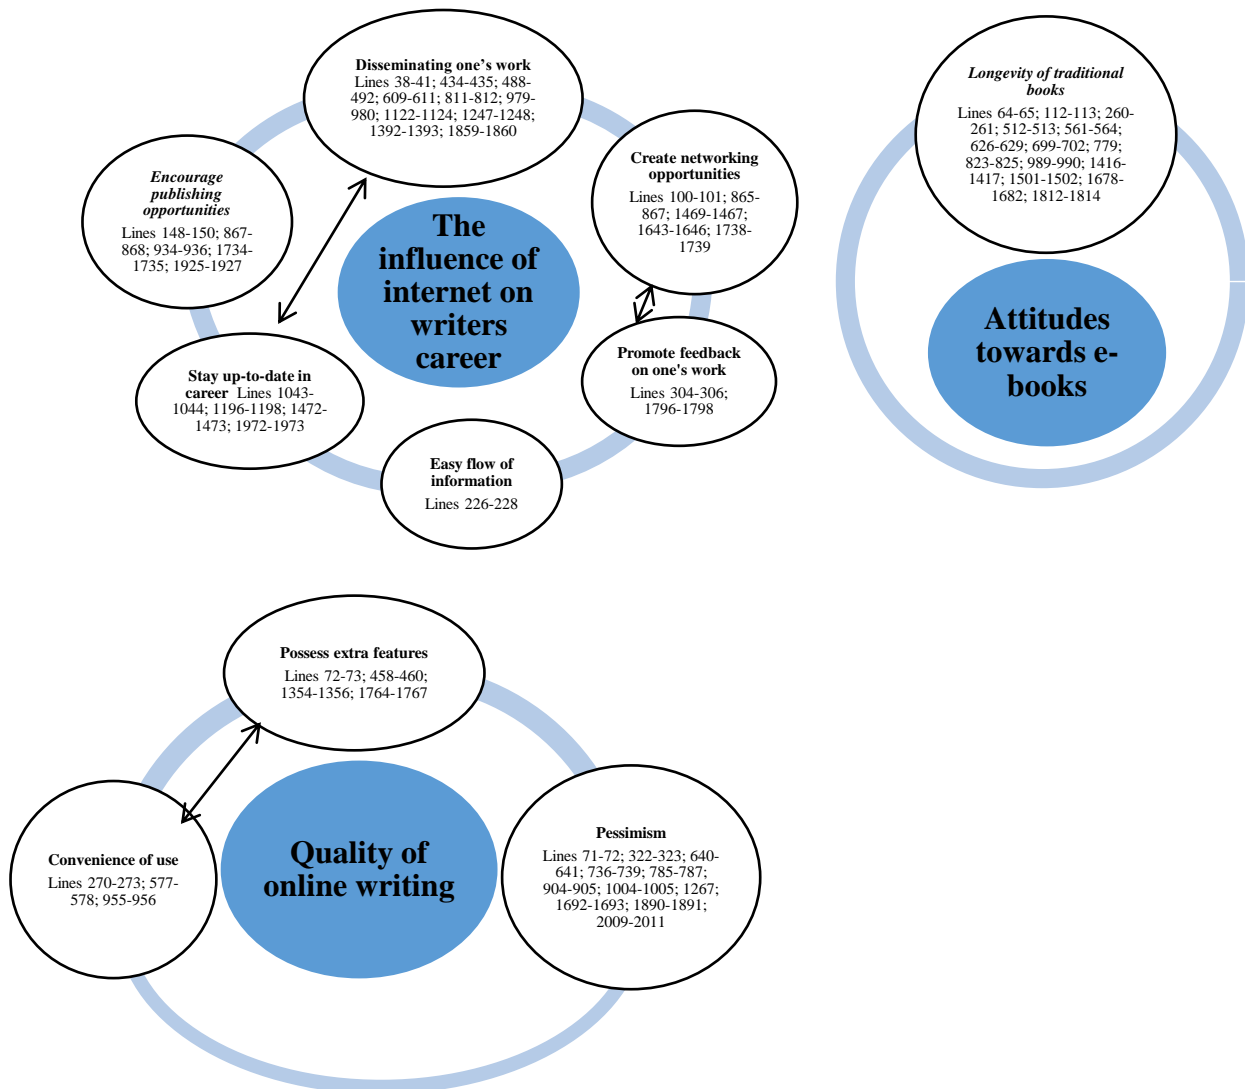 Disseminating one's work
Lines 38-41; 434-435; 488-
492; 609-611; 811-812; 979-
980; 1122-1124; 1247-1248;
1392-1393; 1859-1860
Encourage
publishing
opportunities
Lines 148-150; 867-
868; 934-936; 1734-
1735; 1925-1927
Create networking
opportunities
Lines 100-101; 865-
867; 1469-1467;
1643-1646; 1738-
1739
The
influence of
internet on
writers
career
Stay up-to-date in
career Lines 1043-
1044; 1196-1198; 1472-
1473; 1972-1973
Promote feedback
on one's work
Lines 304-306;
1796-1798
Easy flow of
information
Lines 226-228
Longevity of traditional
books
Lines 64-65; 112-113; 260-
261; 512-513; 561-564;
626-629; 699-702; 779;
823-825; 989-990; 1416-
1417; 1501-1502; 1678-
1682; 1812-1814
Attitudes
towards e-
books
Possess extra features
Lines 72-73; 458-460;
1354-1356; 1764-1767
Convenience of use
Lines 270-273; 577-
578; 955-956
Quality of
online writing
Pessimism
Lines 71-72; 322-323; 640-
641; 736-739; 785-787;
904-905; 1004-1005; 1267;
1692-1693; 1890-1891;
2009-2011